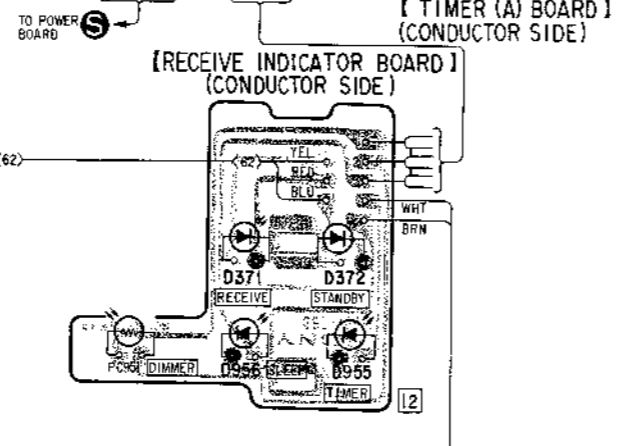 TO POWER
BOARD
S
[ TIMER (A) BOARD ]
(CONDUCTOR SIDE)
[RECEIVE INDICATOR BOARD]
(CONDUCTOR SIDE)
(62)
(62)
YEL
RED
BLU
WHT
BRN
D371
D372
RECEIVE
STANDBY
DIMMER
D956
SLEEP
D955
TIMER
12